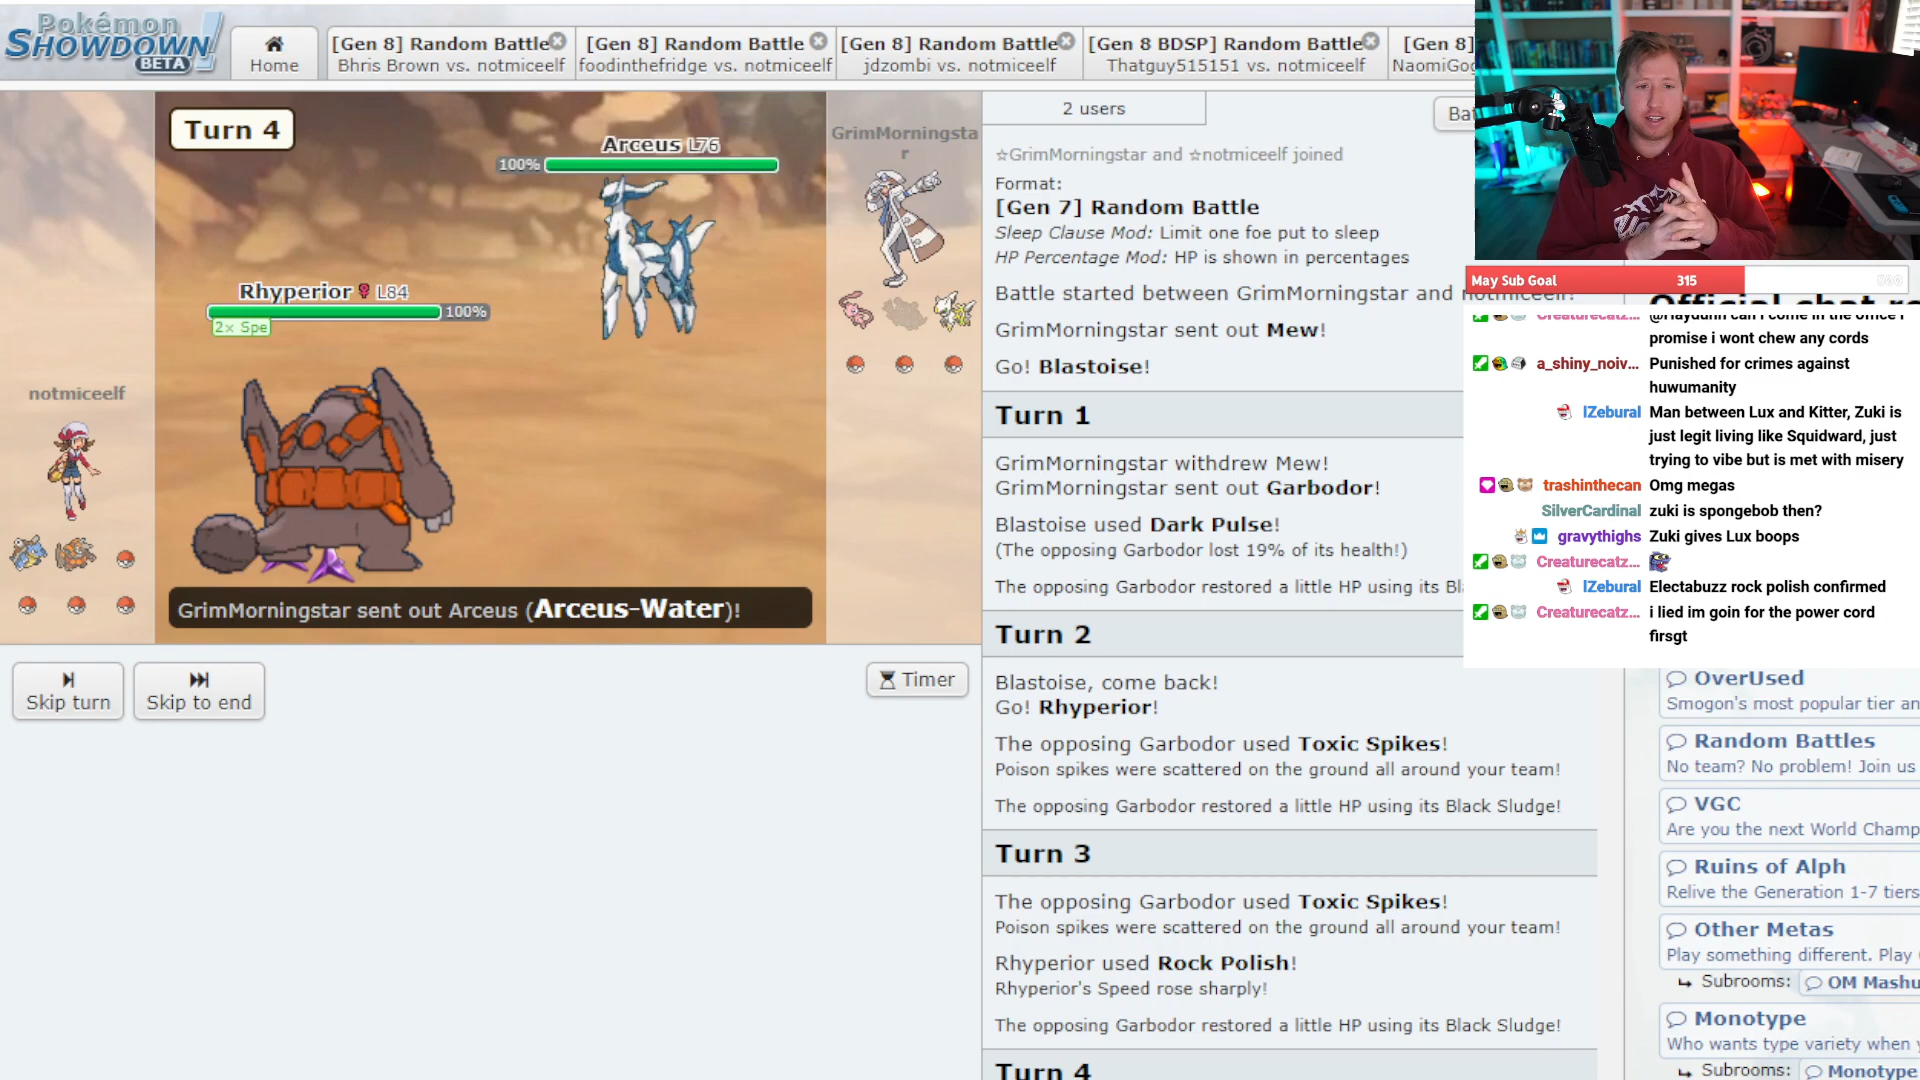 Pokémon
SHOWDOWN!
BETA
Home
[Gen 8] Random Battle
Bhris Brown vs. notmiceelf
[Gen 8] Random Battle
foodinthefridge vs. notmiceelf
[Gen 8] Random Battle
jdzombi vs. notmiceelf
[Gen 8 BDSP] Random Battle
Thatguy515151 vs. notmiceelf
[Gen 8]
Turn 4
Arceus L76
100%
Rhyperior L84
100%
2x Spe
notmiceelf
GrimMorningsta
r
GrimMorningstar sent out Arceus (Arceus-Water)!
Skip turn
Skip to end
Timer
2 users
☆GrimMorningstar and ☆notmiceelf joined
Format:
[Gen 7] Random Battle
Sleep Clause Mod: Limit one foe put to sleep
HP Percentage Mod: HP is shown in percentages
Battle started between GrimMorningstar and notmiceelf!
GrimMorningstar sent out Mew!
Go! Blastoise!
Turn 1
GrimMorningstar withdrew Mew!
GrimMorningstar sent out Garbodor!
Blastoise used Dark Pulse!
(The opposing Garbodor lost 19% of its health!)
The opposing Garbodor restored a little HP using its Bl
Turn 2
Blastoise, come back!
Go! Rhyperior!
The opposing Garbodor used Toxic Spikes!
Poison spikes were scattered on the ground all around your team!
The opposing Garbodor restored a little HP using its Black Sludge!
Turn 3
The opposing Garbodor used Toxic Spikes!
Poison spikes were scattered on the ground all around your team!
Rhyperior used Rock Polish!
Rhyperior's Speed rose sharply!
The opposing Garbodor restored a little HP using its Black Sludge!
Turn 4
May Sub Goal 315 500
Official chat
Creaturecatz...
promise i wont chew any cords
a_shiny_noiv... Punished for crimes against
huwumanity
lZebural Man between Lux and Kitter, Zuki is
just legit living like Squidward, just
trying to vibe but is met with misery
trashinthecan Omg megas
SilverCardinal zuki is spongebob then?
gravythighs Zuki gives Lux boops
Creaturecatz...
lZebural Electabuzz rock polish confirmed
Creaturecatz... i lied im goin for the power cord
firsgt
OverUsed
Smogon's most popular tier an
Random Battles
No team? No problem! Join us
VGC
Are you the next World Champ
Ruins of Alph
Relive the Generation 1-7 tiers
Other Metas
Play something different. Play
Subrooms: OM Mashu
Monotype
Who wants type variety when
Subrooms: Monotype